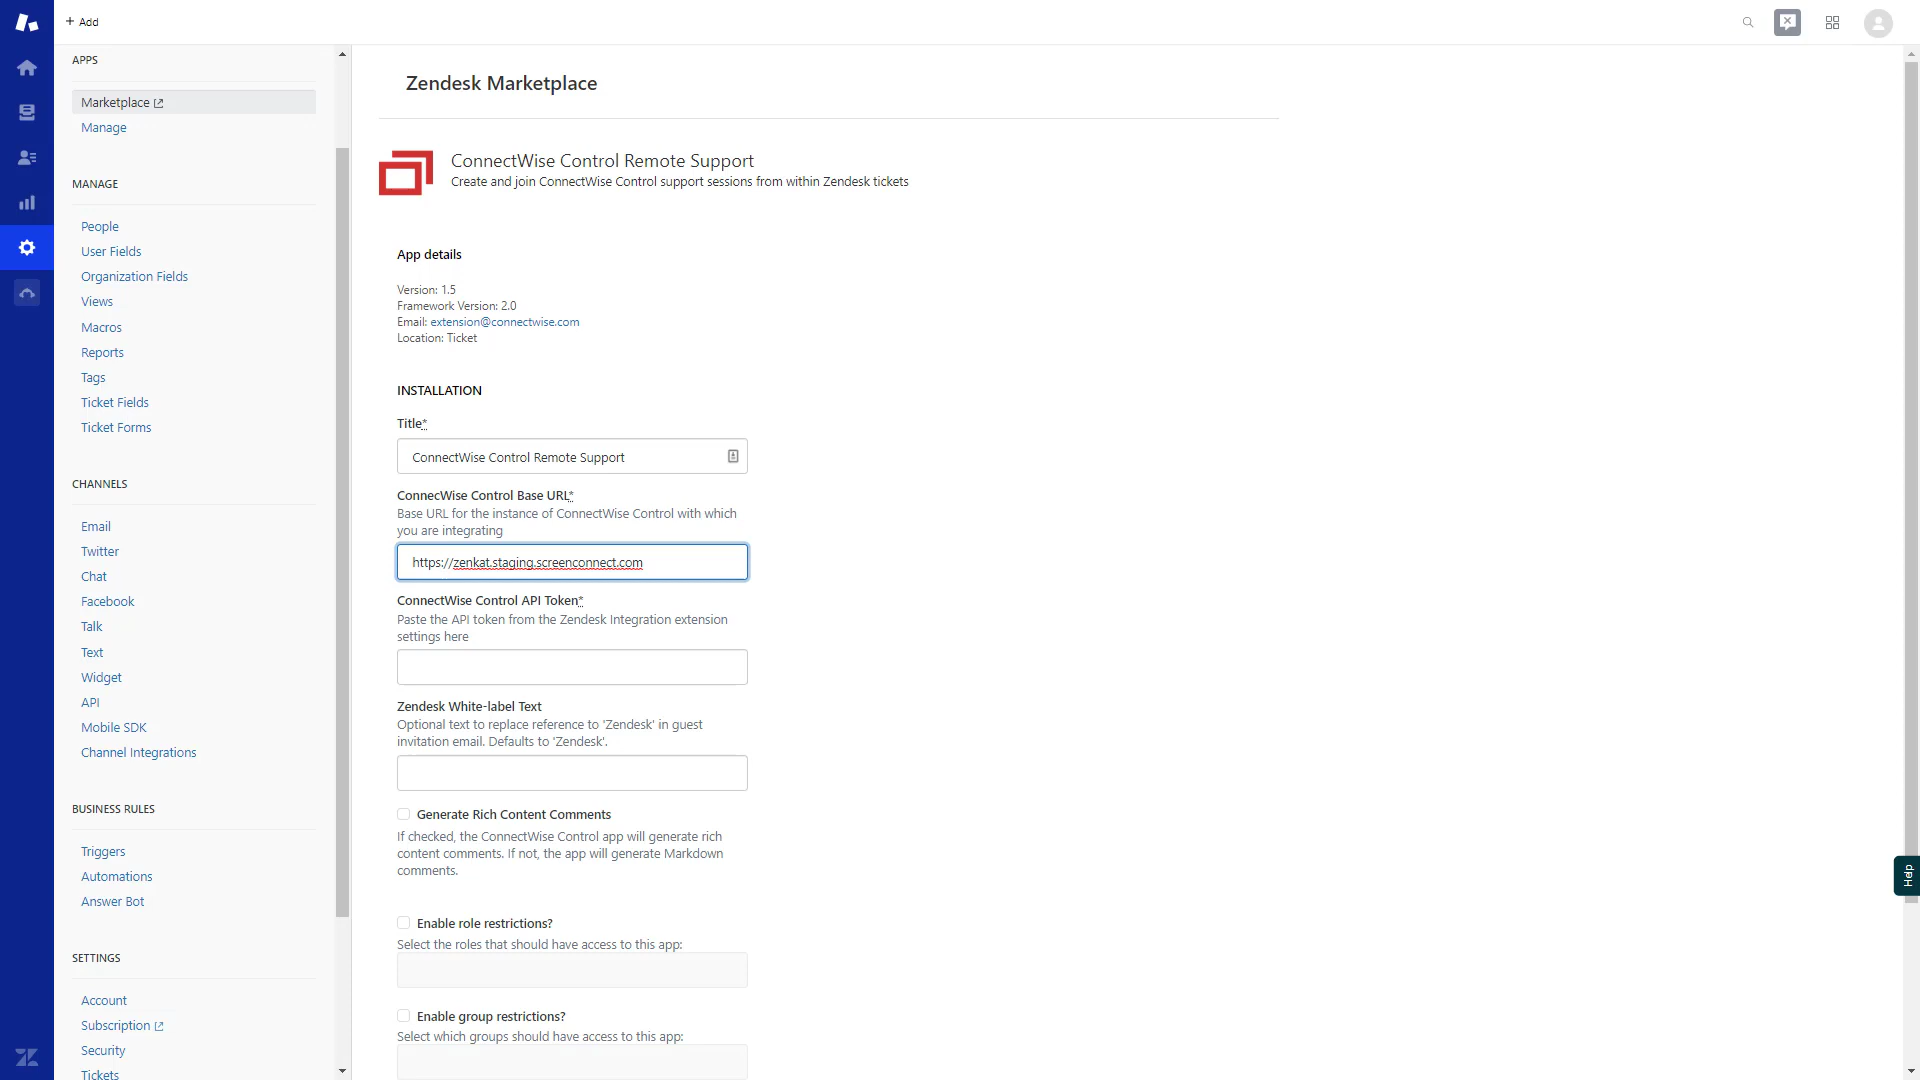 + Add
APPS
Marketplace
Manage
MANAGE
People
User Fields
Organization Fields
Views
Macros
Reports
Tags
Ticket Fields
Ticket Forms
CHANNELS
Email
Twitter
Chat
Facebook
Talk
Text
Widget
API
Mobile SDK
Channel Integrations
BUSINESS RULES
Triggers
Automations
Answer Bot
SETTINGS
Account
Subscription
Security
Tickets
Zendesk Marketplace
ConnectWise Control Remote Support
Create and join ConnectWise Control support sessions from within Zendesk tickets
App details
Version: 1.5
Framework Version: 2.0
Email: extension@connectwise.com
Location: Ticket
INSTALLATION
Title*
ConnectWise Control Remote Support
ConnecWise Control Base URL*
Base URL for the instance of ConnectWise Control with which
you are integrating
https://zenkat.staging.screenconnect.com
ConnectWise Control API Token*
Paste the API token from the Zendesk Integration extension
settings here
Zendesk White-label Text
Optional text to replace reference to 'Zendesk' in guest
invitation email. Defaults to 'Zendesk'.
Generate Rich Content Comments
If checked, the ConnectWise Control app will generate rich
content comments. If not, the app will generate Markdown
comments.
Enable role restrictions?
Select the roles that should have access to this app:
Enable group restrictions?
Select which groups should have access to this app:
Help